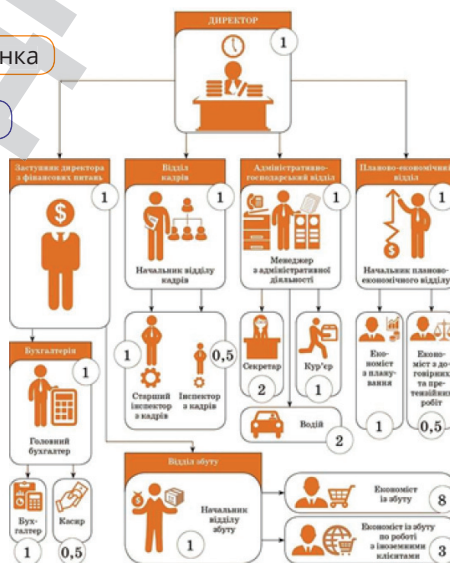 нка
ДИРЕКТОР
1
Заступник директора
з фінансових питань
1
Відділ
кадрів
1
Начальник відділу
кадрів
Адміністративно-
господарський відділ
1
Менеджер
з адміністративної
діяльності
Планово-економічний
відділ
1
Начальник планово-
економічного відділу
Бухгалтерія
1
Головний
бухгалтер
1
Старший
інспектор
з кадрів
0,5
Інспектор
з кадрів
Секретар
2
Кур’єр
1
Водій
2
Еко-
номіст
з плану-
вання
1
Еконо-
міст з до-
говірних
та пре-
тензійних
робіт
0,5
Бух-
галтер
1
Касир
0,5
Відділ збуту
Начальник
відділу
збуту
1
Економіст
із збуту
8
Економіст із збуту
по роботі
з іноземними
клієнтами
3